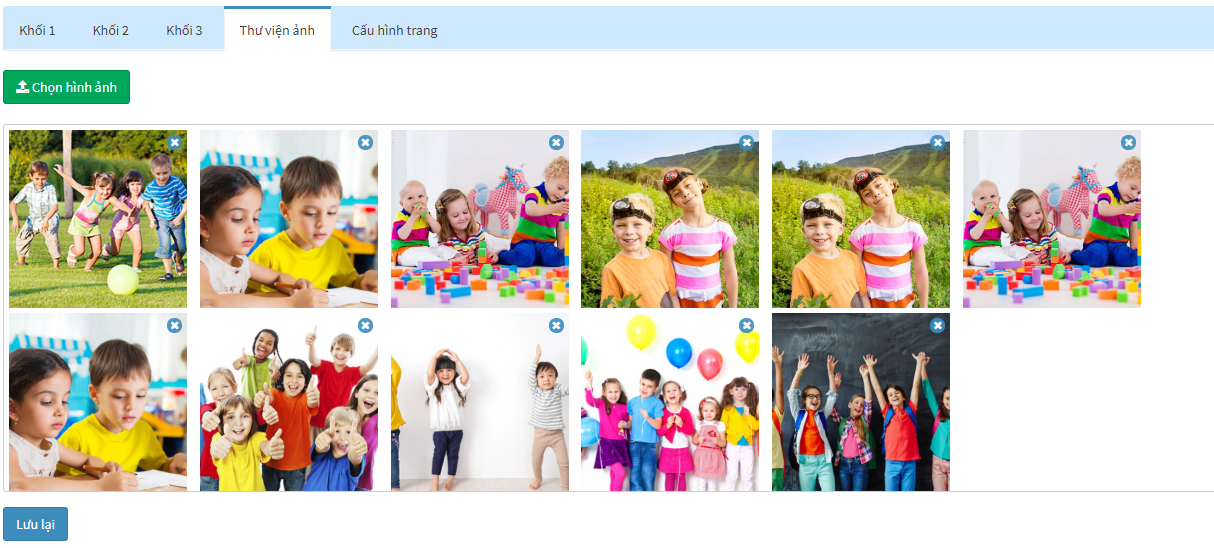 Khối 1 Khối 2 Khối 3 Thư viện ảnh Cấu hình trang
Chọn hình ảnh
Lưu lại